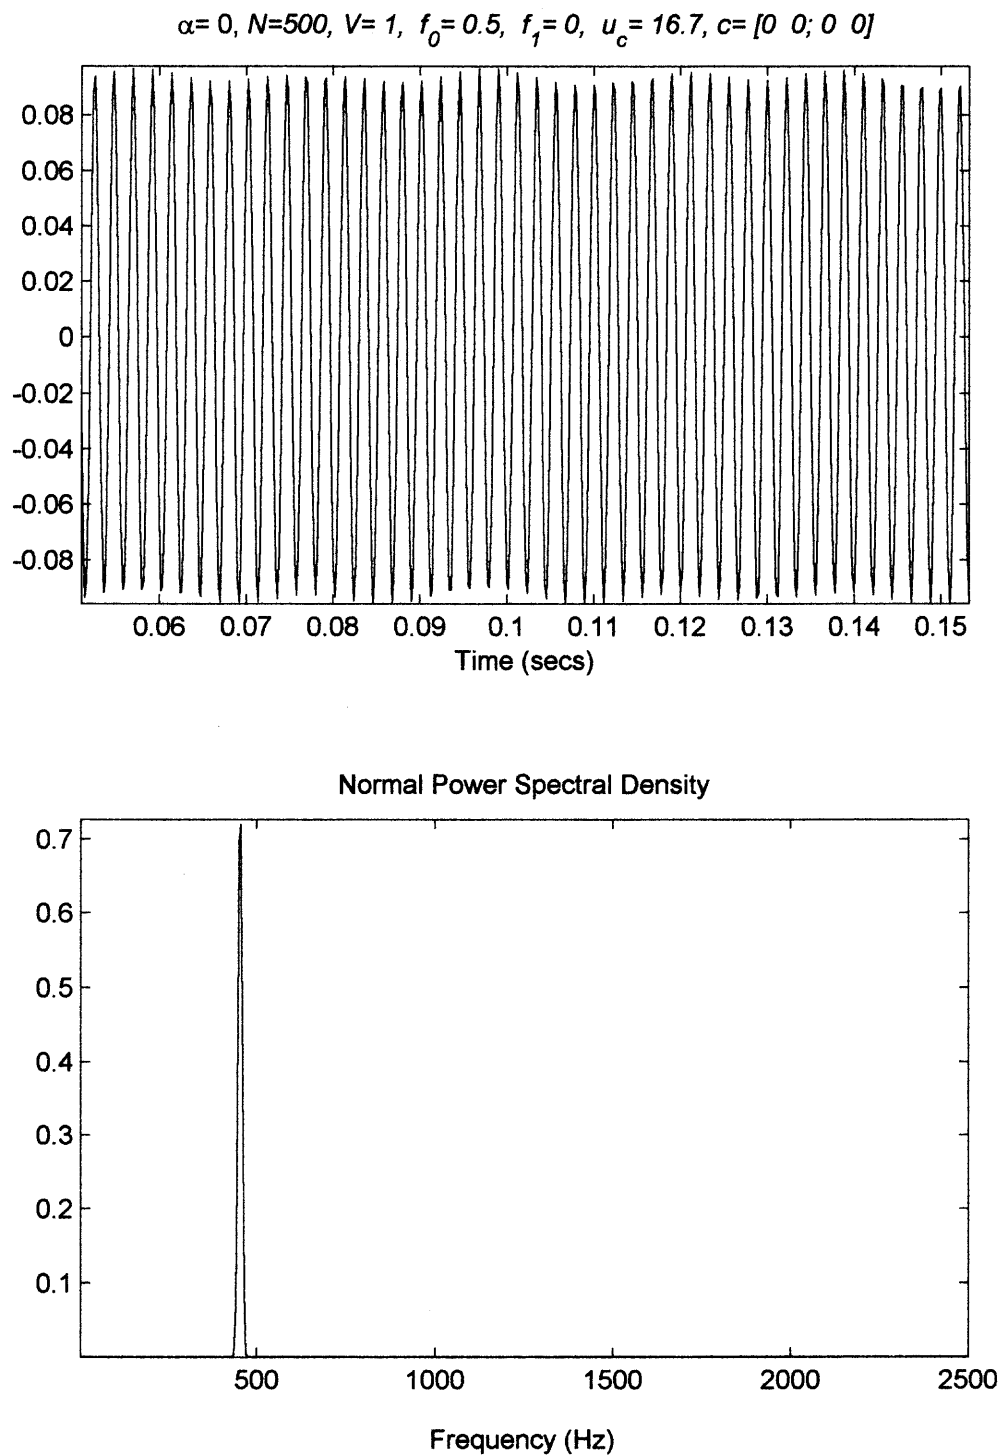 α= 0, N=500, V= 1, f0= 0.5, f1= 0, uc= 16.7, c= [0 0; 0 0]
0.08
0.06
0.04
0.02
0
-0.02
-0.04
-0.06
-0.08
0.06 0.07 0.08 0.09 0.1 0.11 0.12 0.13 0.14 0.15
Time (secs)
Normal Power Spectral Density
0.7
0.6
0.5
0.4
0.3
0.2
0.1
500 1000 1500 2000 2500
Frequency (Hz)